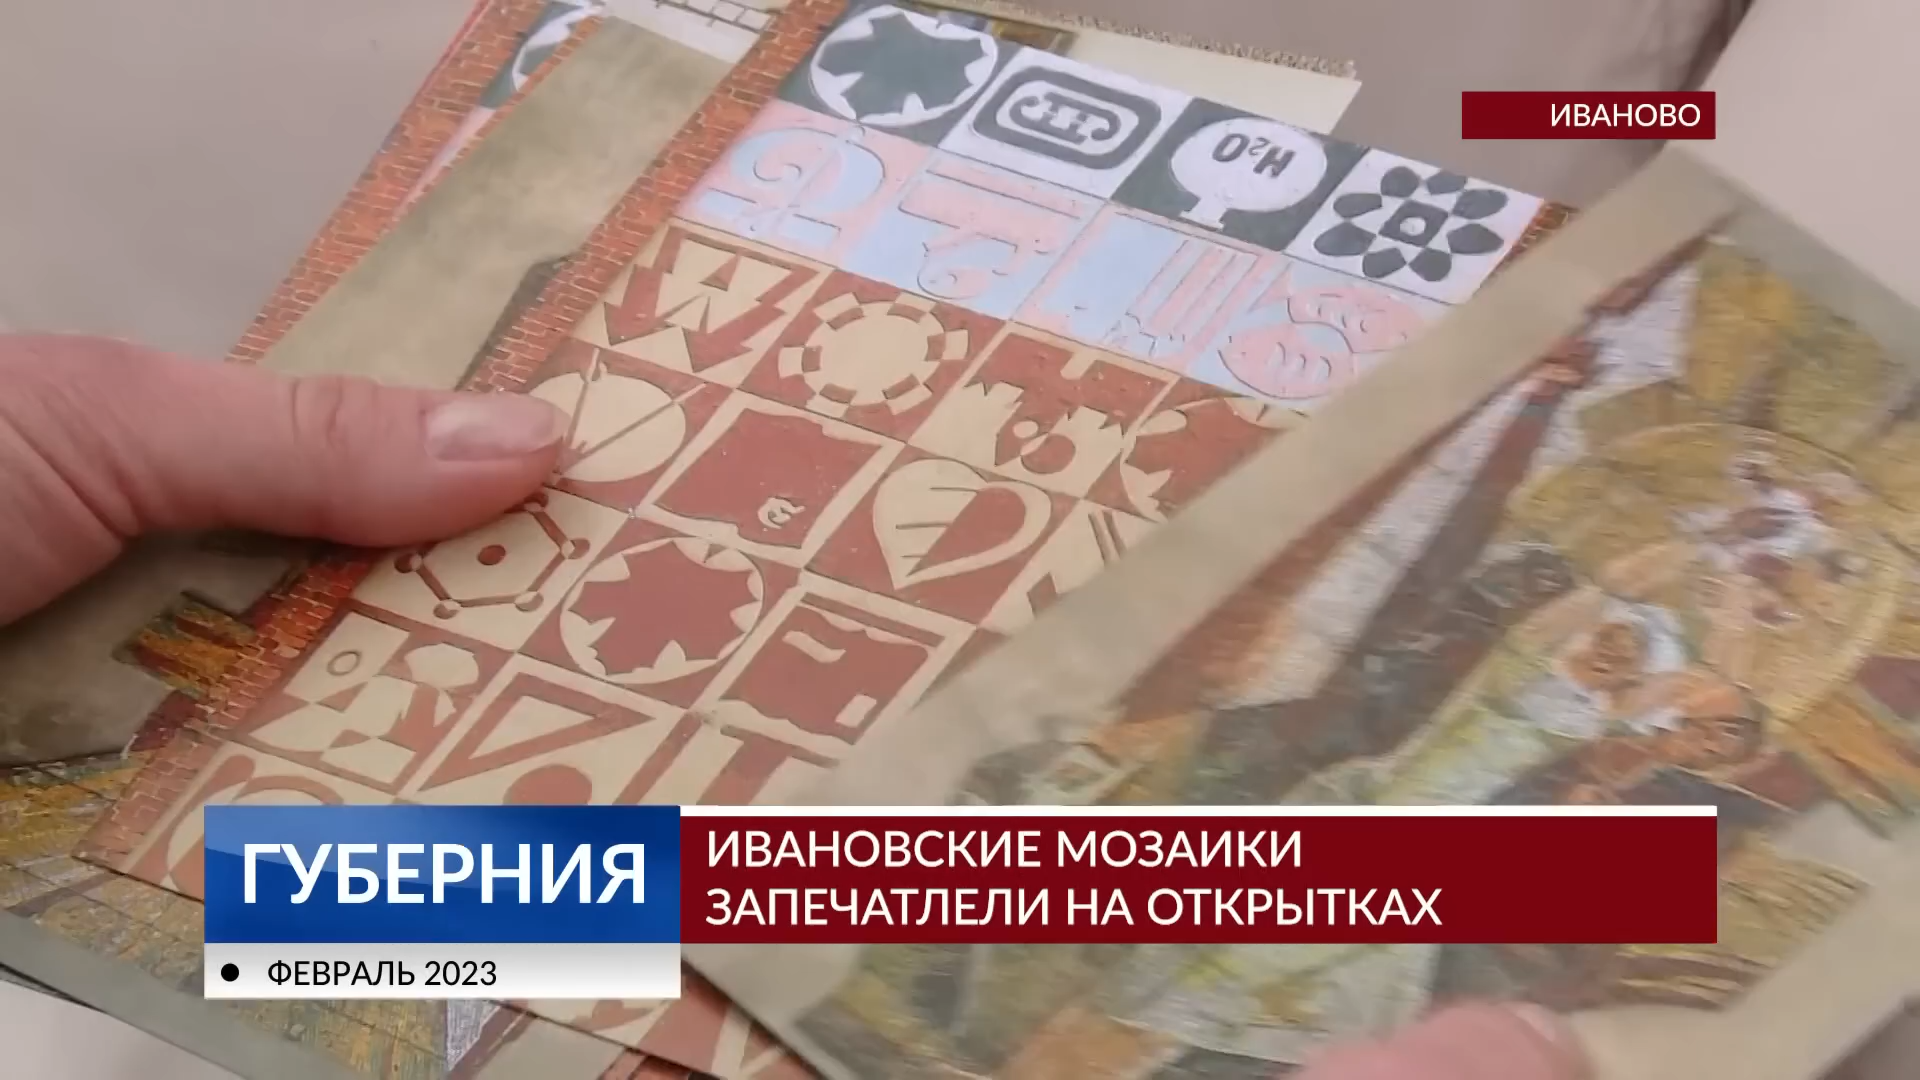 ИВАНОВО
H₂O
ГУБЕРНИЯ
ИВАНОВСКИЕ МОЗАИКИ
ЗАПЕЧАТЛЕЛИ НА ОТКРЫТКАХ
● ФЕВРАЛЬ 2023